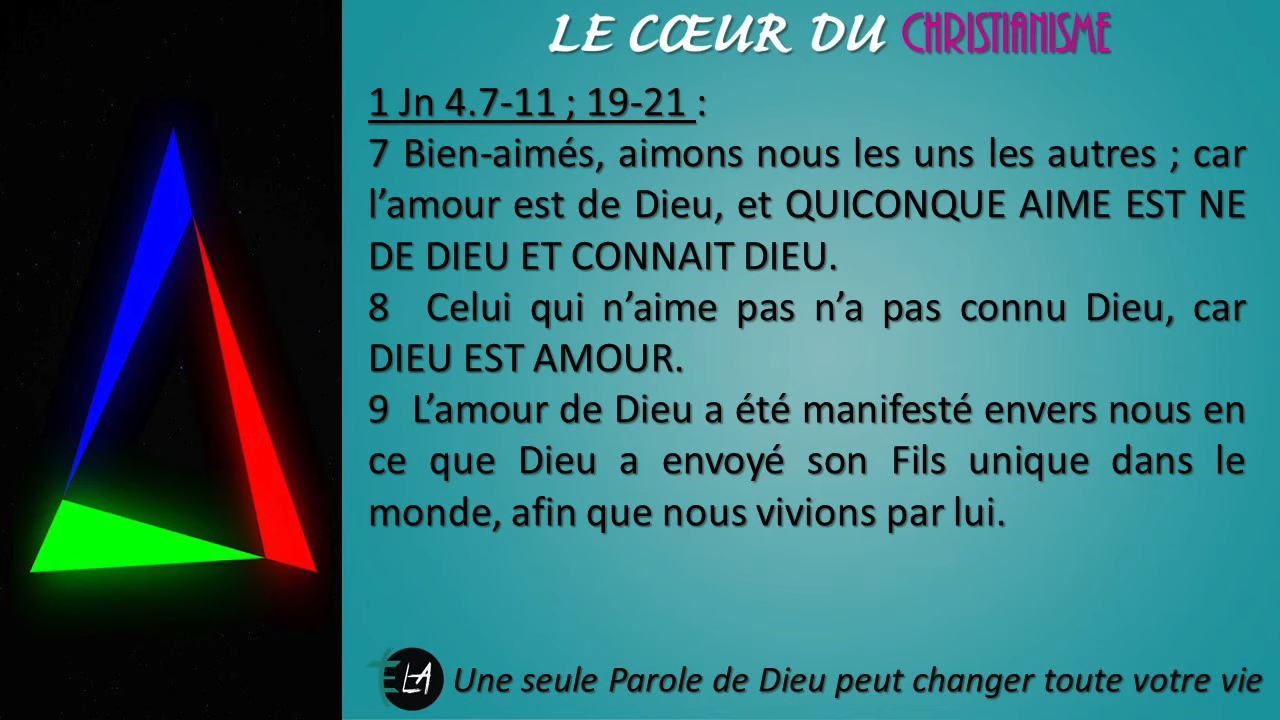 LE CŒUR DU CHRISTIANISME
1 Jn 4.7-11 ; 19-21 :
7 Bien-aimés, aimons nous les uns les autres ; car
l’amour est de Dieu, et QUICONQUE AIME EST NE
DE DIEU ET CONNAIT DIEU.
8 Celui qui n’aime pas n’a pas connu Dieu, car
DIEU EST AMOUR.
9 L’amour de Dieu a été manifesté envers nous en
ce que Dieu a envoyé son Fils unique dans le
monde, afin que nous vivions par lui.
ELA Une seule Parole de Dieu peut changer toute votre vie